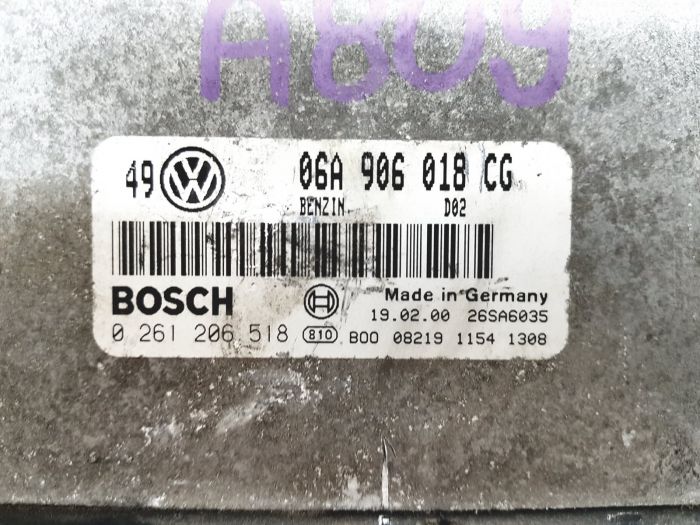 A809
49 VW 06A 906 018 CG
BENZIN D02
BOSCH Made in Germany
19.02.00 26SA6035
0 261 206 518 810 B00 08219 1154 1308